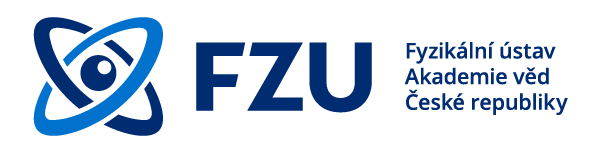 FZU
Fyzikální ústav
Akademie věd
České republiky